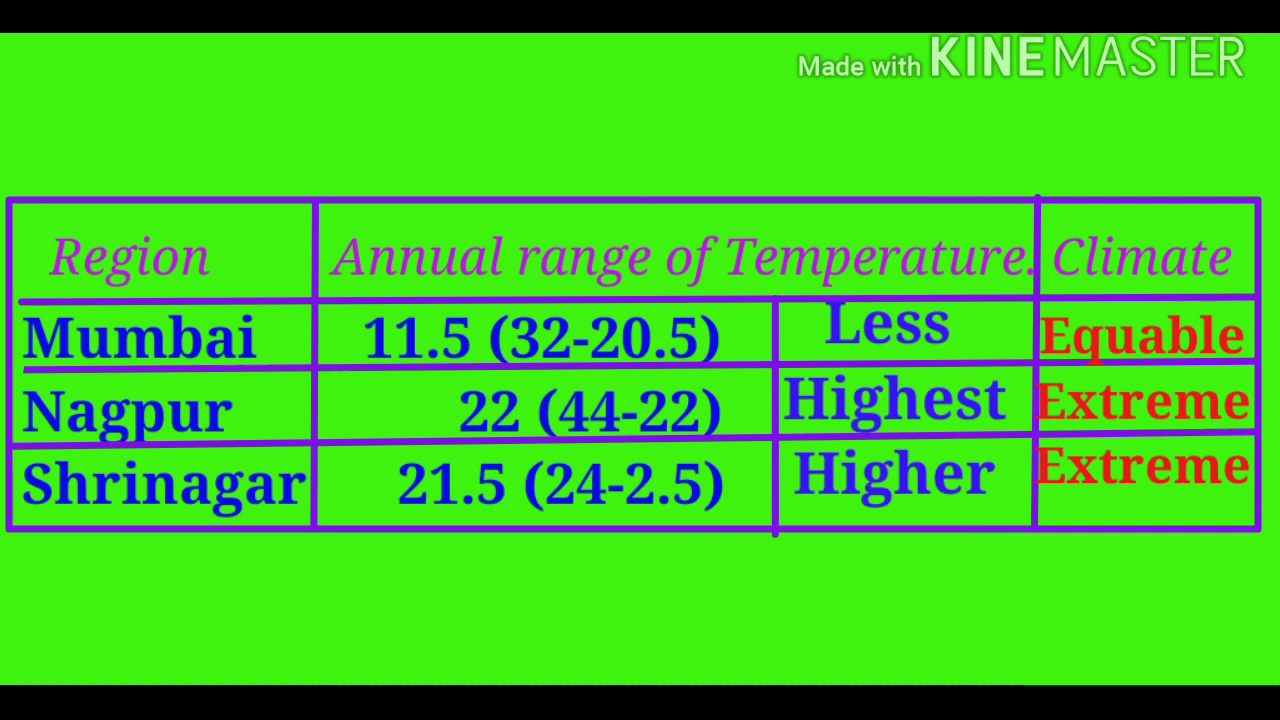 Made with KINEMASTER
Region Annual range of Temperature. Climate
Mumbai 11.5 (32-20.5) Less Equable
Nagpur 22 (44-22) Highest Extreme
Shrinagar 21.5 (24-2.5) Higher Extreme